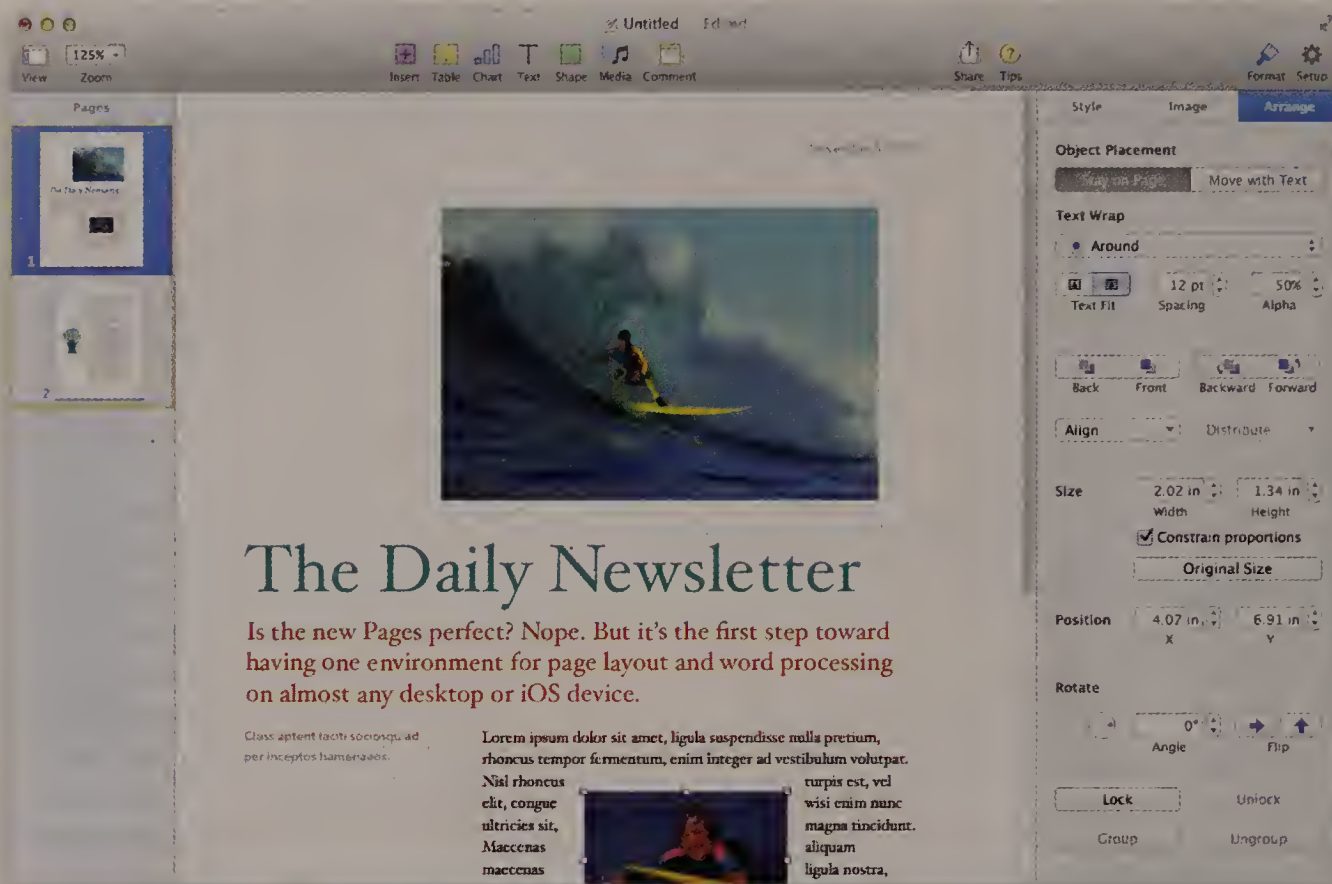 Untitled
125%
View Zoom Insert Table Chart Text Shape Media Comment Share Tips Format Setup
Pages
1
2
The Daily Newsletter
Is the new Pages perfect? Nope. But it's the first step toward
having one environment for page layout and word processing
on almost any desktop or iOS device.
Class aptent taciti sociosqu ad
per inceptos
Lorem ipsum dolor sit amet, ligula suspendisse nulla pretium,
rhoncus tempor fermentum, enim integer ad vestibulum volutpat.
Nisl rhoncus turpis est, vel
elit, congue wisi enim nunc
ultricies sit, magna tincidunt.
Maecenas aliquam
maecenas ligula nostra,
Style Image Arrange
Object Placement
Stay on Page Move with Text
Text Wrap
Around
12 pt 50%
Text Fit Spacing Alpha
Back Front Backward Forward
Align Distribute
Size 2.02 in 1.34 in
Width Height
Constrain proportions
Original Size
Position 4.07 in 6.91 in
X Y
Rotate
0°
Angle Flip
Lock Unlock
Group Ungroup